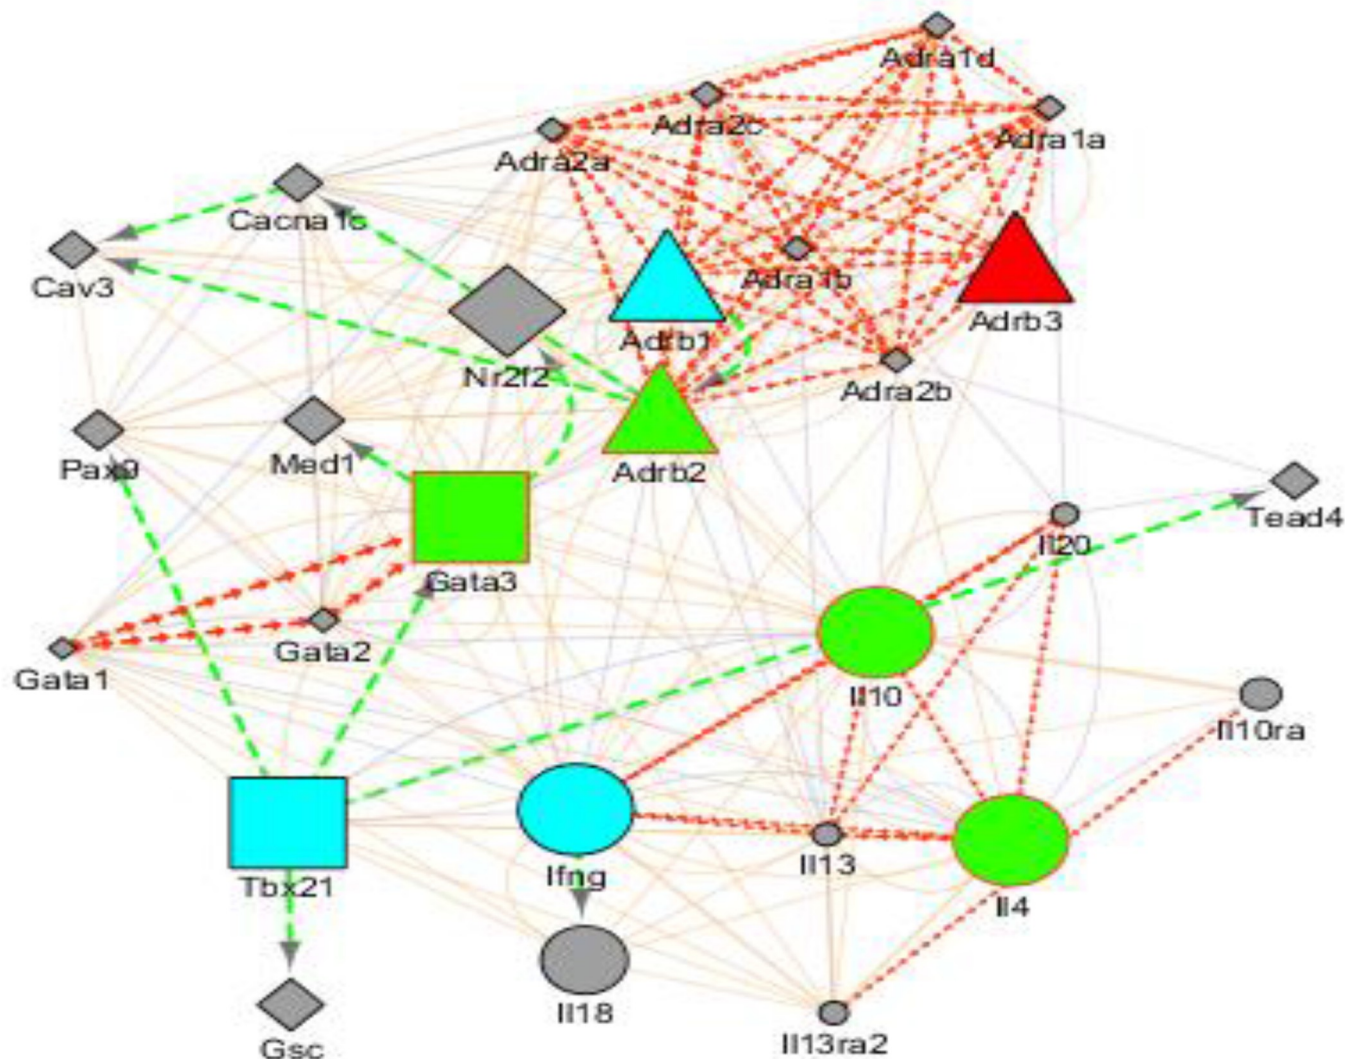 Adra1d
Adra2c
Adra1a
Adra2a
Cacna1c
Cav3
Adra1b
Adrb3
Adrb1
Nr2f2
Adra2b
Pax9
Med1
Adrb2
Tead4
Il20
Gata3
Gata2
Gata1
Il10
Il10ra
Il13
Ifng
Tbx21
Il4
Il18
Il13ra2
Gsc